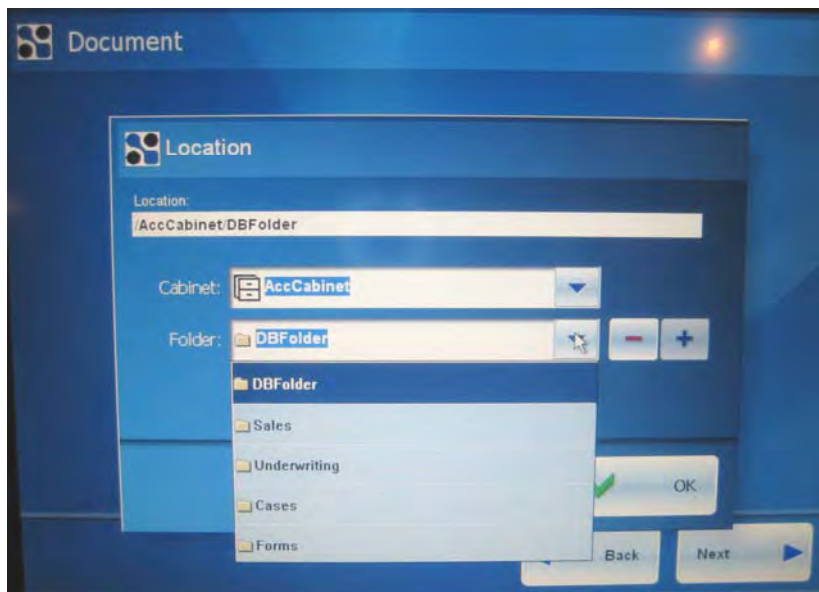 Document
Location
Location:
/AccCabinet/DBFolder
Cabinet: AccCabinet
Folder: DBFolder
DBFolder
Sales
Underwriting
Cases
Forms
OK
Back
Next